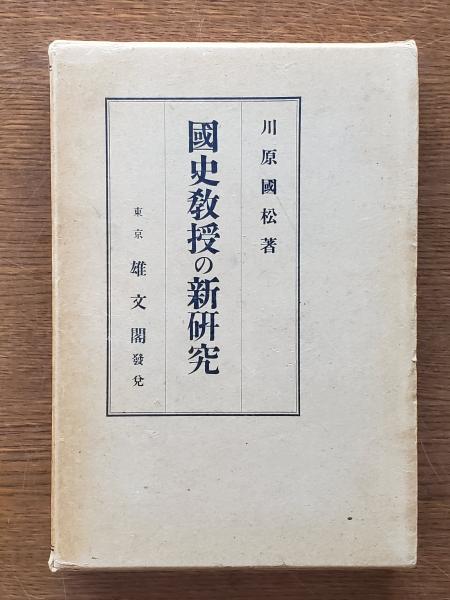 川原國松著
國史教授の新研究
東京 雄文閣發兌